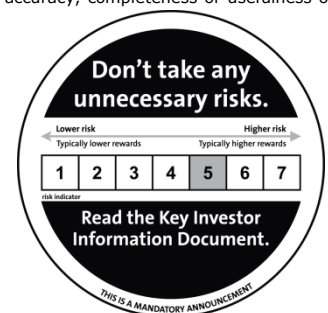 accuracy, completeness or usefulness o
Don't take any
unnecessary risks.
Lower risk Higher risk
Typically lower rewards Typically higher rewards
1 2 3 4 5 6 7
risk indicator
Read the Key Investor
Information Document.
THIS IS A MANDATORY ANNOUNCEMENT